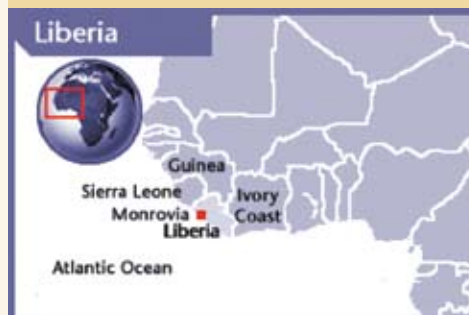 Liberia
Guinea
Sierra Leone
Ivory
Coast
Monrovia
Liberia
Atlantic Ocean